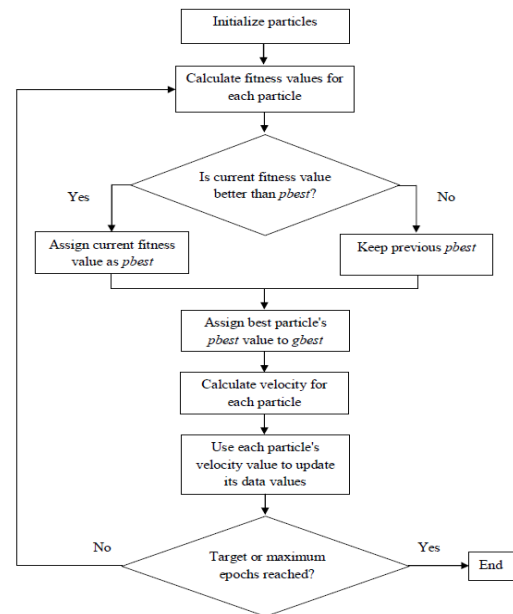 Initialize particles
Calculate fitness values for
each particle
Is current fitness value
better than pbest?
Yes
No
Assign current fitness
value as pbest
Keep previous pbest
Assign best particle's
pbest value to gbest
Calculate velocity for
each particle
Use each particle's
velocity value to update
its data values
No
Yes
Target or maximum
epochs reached?
End